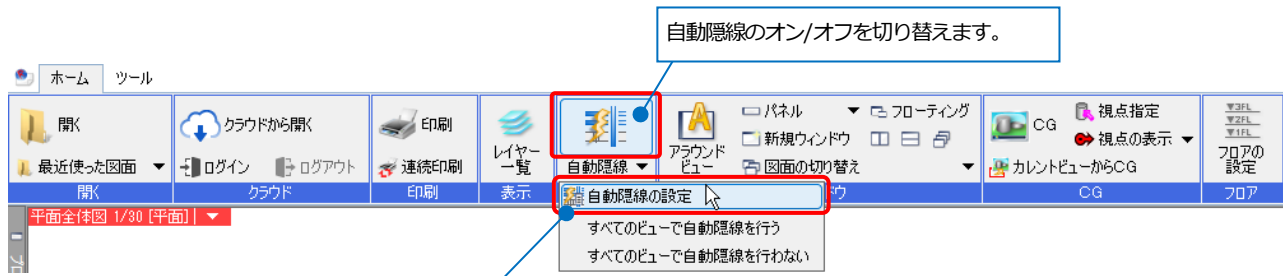 自動隠線のオン/オフを切り替えます。
ホーム ツール
開く クラウドから開く 印刷 レイヤー一覧 自動隠線 アラウンドビュー パネル フローティング CG 視点指定 ▼3FL ▼2FL ▼1FL フロアの設定
新規ウィンドウ 視点の表示
最近使った図面 ログイン ログアウト 連続印刷 図面の切り替え カレントビューからCG
開く クラウド 印刷 表示 ウ CG フロア
自動隠線の設定
平面全体図 1/30 [平面]
すべてのビューで自動隠線を行う
すべてのビューで自動隠線を行わない